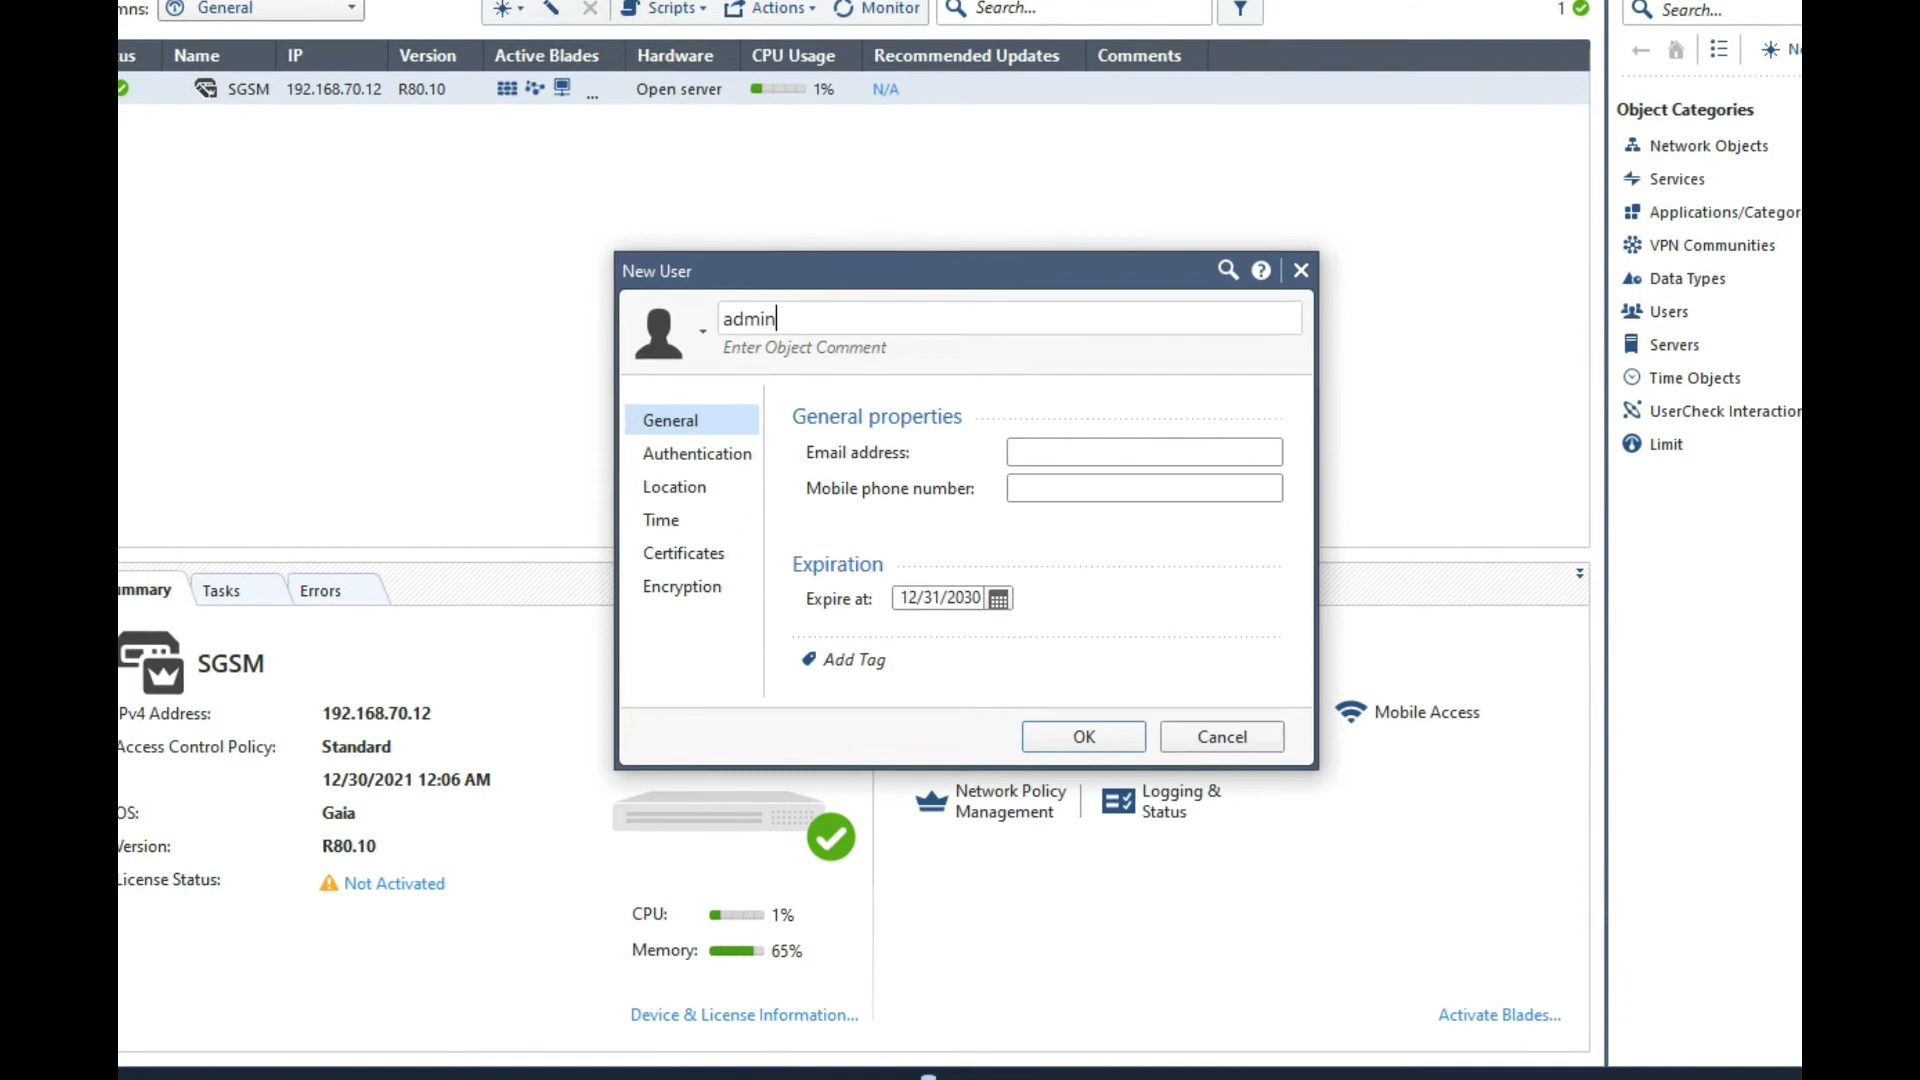 mns: General
Scripts Actions Monitor Search... 1 Search...
us Name IP Version Active Blades Hardware CPU Usage Recommended Updates Comments
SGSM 192.168.70.12 R80.10 ... Open server 1% N/A
Object Categories
Network Objects
Services
Applications/Categor
VPN Communities
Data Types
Users
Servers
Time Objects
UserCheck Interaction
Limit
New User
admin
Enter Object Comment
General
Authentication
Location
Time
Certificates
Encryption
General properties
Email address:
Mobile phone number:
Expiration
Expire at: 12/31/2030
Add Tag
OK Cancel
ummary Tasks Errors
SGSM
Pv4 Address: 192.168.70.12
Access Control Policy: Standard
12/30/2021 12:06 AM
OS: Gaia
Version: R80.10
License Status: Not Activated
CPU: 1%
Memory: 65%
Device & License Information...
Mobile Access
Network Policy
Management
Logging &
Status
Activate Blades...